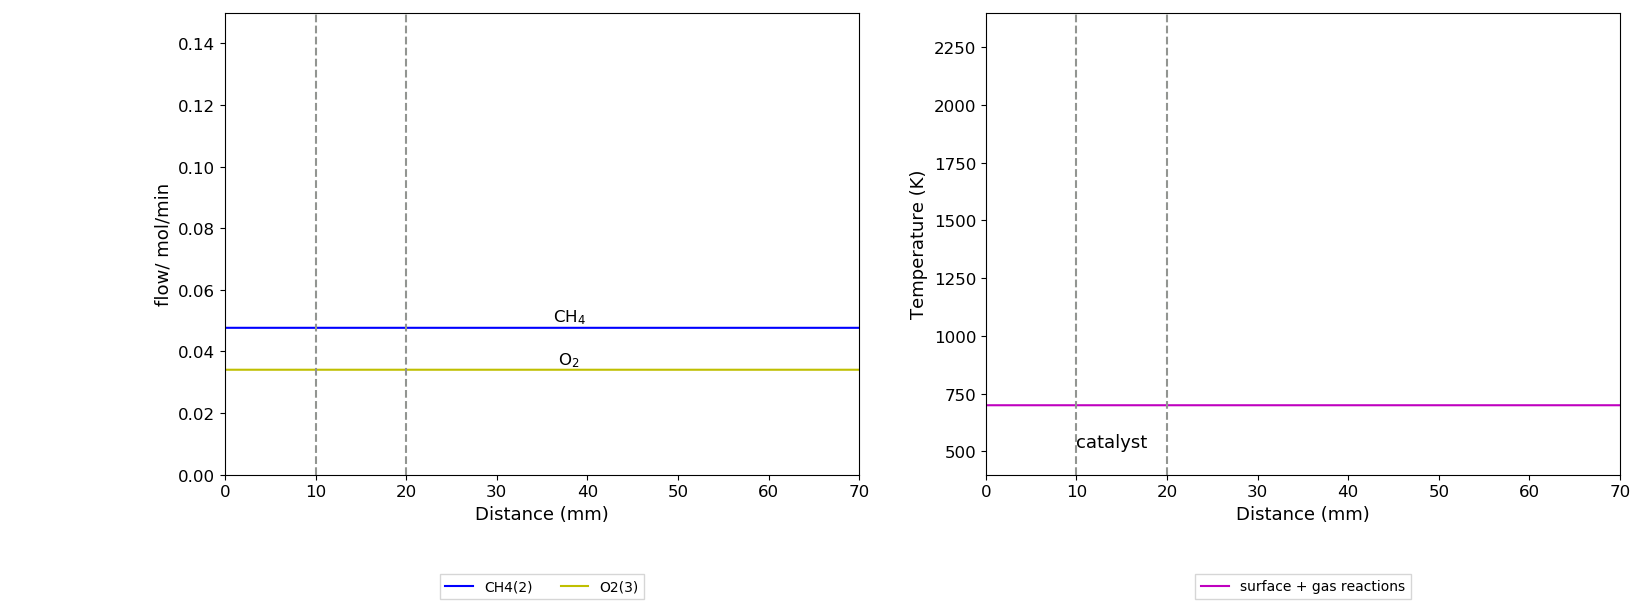 0.14
0.12
0.10
0.08
0.06
0.04
0.02
0.00
flow/ mol/min
CH4
O2
0 10 20 30 40 50 60 70
Distance (mm)
CH4(2) O2(3)
2250
2000
1750
1500
1250
1000
750
500
Temperature (K)
catalyst
0 10 20 30 40 50 60 70
Distance (mm)
surface + gas reactions